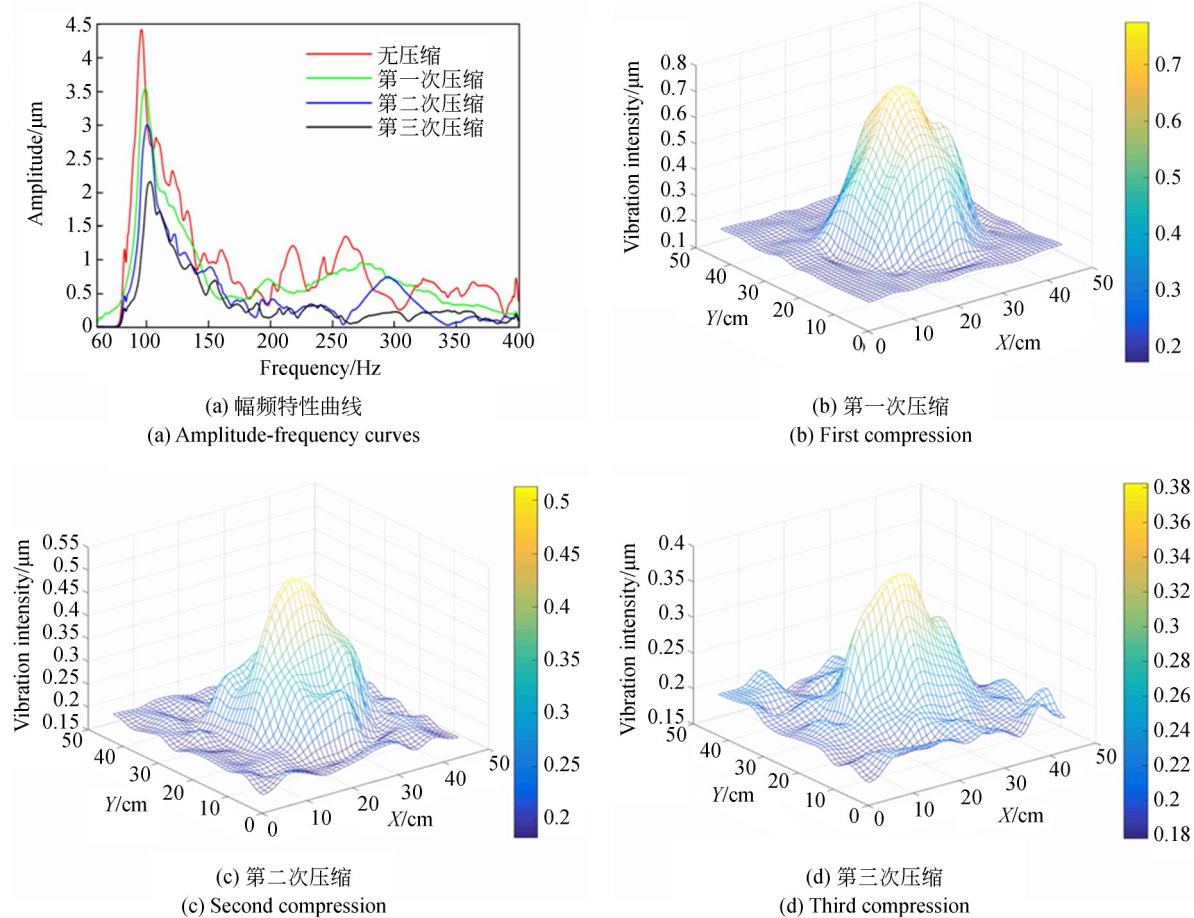 4.5
4
3.5
3
2.5
2
1.5
1
0.5
0
Amplitude/μm
无压缩
第一次压缩
第二次压缩
第三次压缩
60 100 150 200 250 300 350 400
Frequency/Hz
(a) 幅频特性曲线
(a) Amplitude-frequency curves
0.8
0.7
0.6
0.5
0.4
0.3
0.2
0.1
Vibration intensity/μm
50 40 30 20 10 0
Y/cm
0 10 20 30 40 50
X/cm
0.7
0.6
0.5
0.4
0.3
0.2
(b) 第一次压缩
(b) First compression
0.55
0.5
0.45
0.4
0.35
0.3
0.25
0.2
0.15
Vibration intensity/μm
50 40 30 20 10 0
Y/cm
0 10 20 30 40 50
X/cm
0.5
0.45
0.4
0.35
0.3
0.25
0.2
(c) 第二次压缩
(c) Second compression
0.4
0.35
0.3
0.25
0.2
0.15
Vibration intensity/μm
50 40 30 20 10 0
Y/cm
0 10 20 30 40 50
X/cm
0.38
0.36
0.34
0.32
0.3
0.28
0.26
0.24
0.22
0.2
0.18
(d) 第三次压缩
(d) Third compression